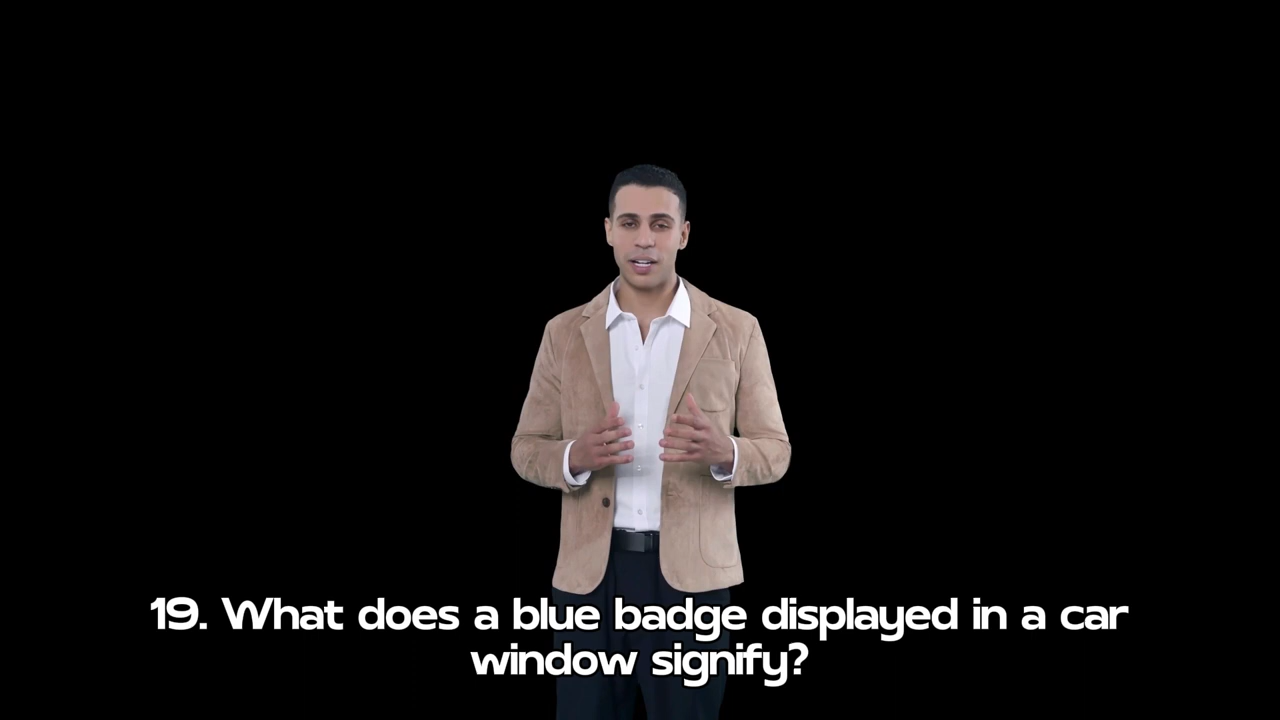 19. What does a blue badge displayed in a car
window signify?